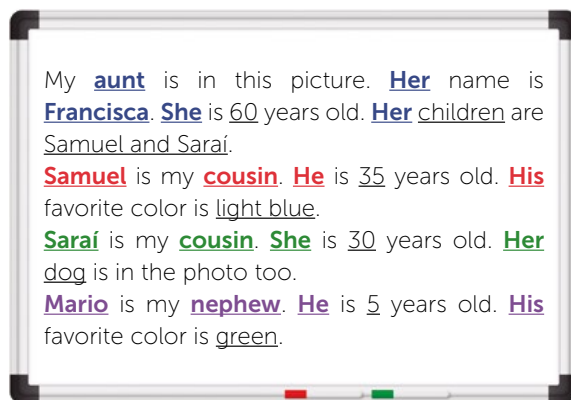 My aunt is in this picture. Her name is
Francisca. She is 60 years old. Her children are
Samuel and Saraí.
Samuel is my cousin. He is 35 years old. His
favorite color is light blue.
Saraí is my cousin. She is 30 years old. Her
dog is in the photo too.
Mario is my nephew. He is 5 years old. His
favorite color is green.